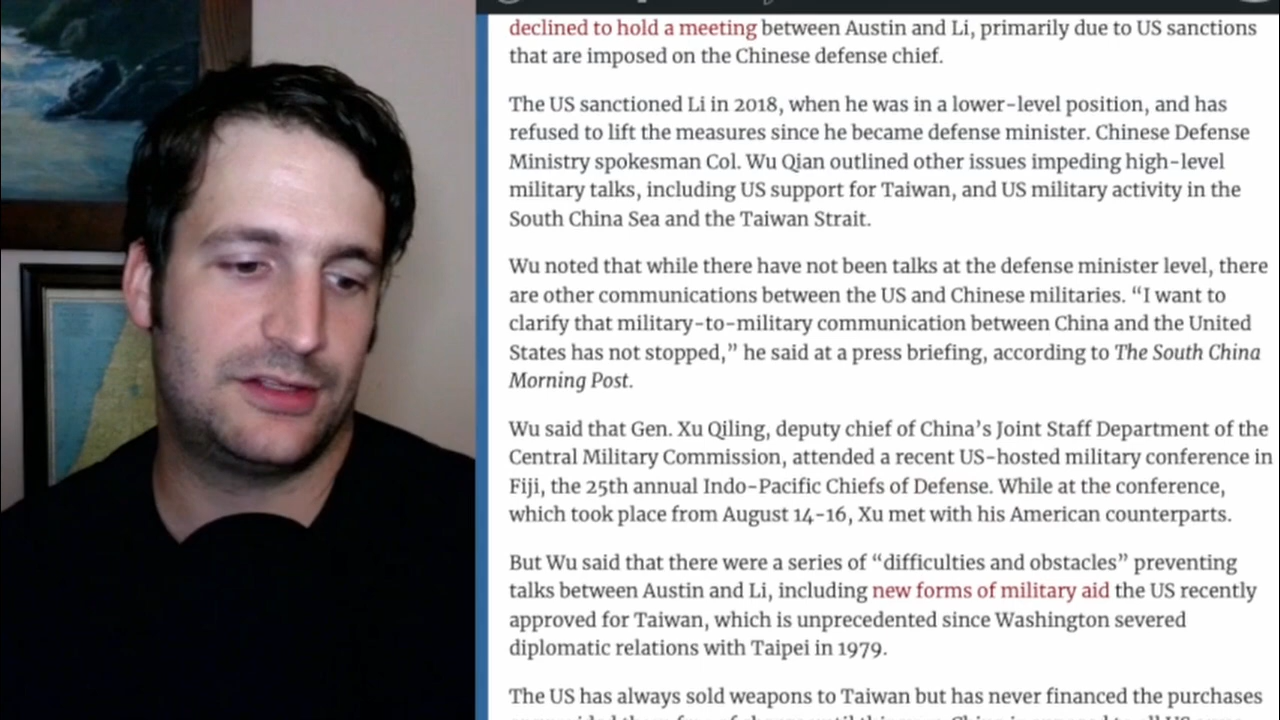 declined to hold a meeting between Austin and Li, primarily due to US sanctions
that are imposed on the Chinese defense chief.
The US sanctioned Li in 2018, when he was in a lower-level position, and has
refused to lift the measures since he became defense minister. Chinese Defense
Ministry spokesman Col. Wu Qian outlined other issues impeding high-level
military talks, including US support for Taiwan, and US military activity in the
South China Sea and the Taiwan Strait.
Wu noted that while there have not been talks at the defense minister level, there
are other communications between the US and Chinese militaries. “I want to
clarify that military-to-military communication between China and the United
States has not stopped,” he said at a press briefing, according to The South China
Morning Post.
Wu said that Gen. Xu Qiling, deputy chief of China’s Joint Staff Department of the
Central Military Commission, attended a recent US-hosted military conference in
Fiji, the 25th annual Indo-Pacific Chiefs of Defense. While at the conference,
which took place from August 14-16, Xu met with his American counterparts.
But Wu said that there were a series of “difficulties and obstacles” preventing
talks between Austin and Li, including new forms of military aid the US recently
approved for Taiwan, which is unprecedented since Washington severed
diplomatic relations with Taipei in 1979.
The US has always sold weapons to Taiwan but has never financed the purchases